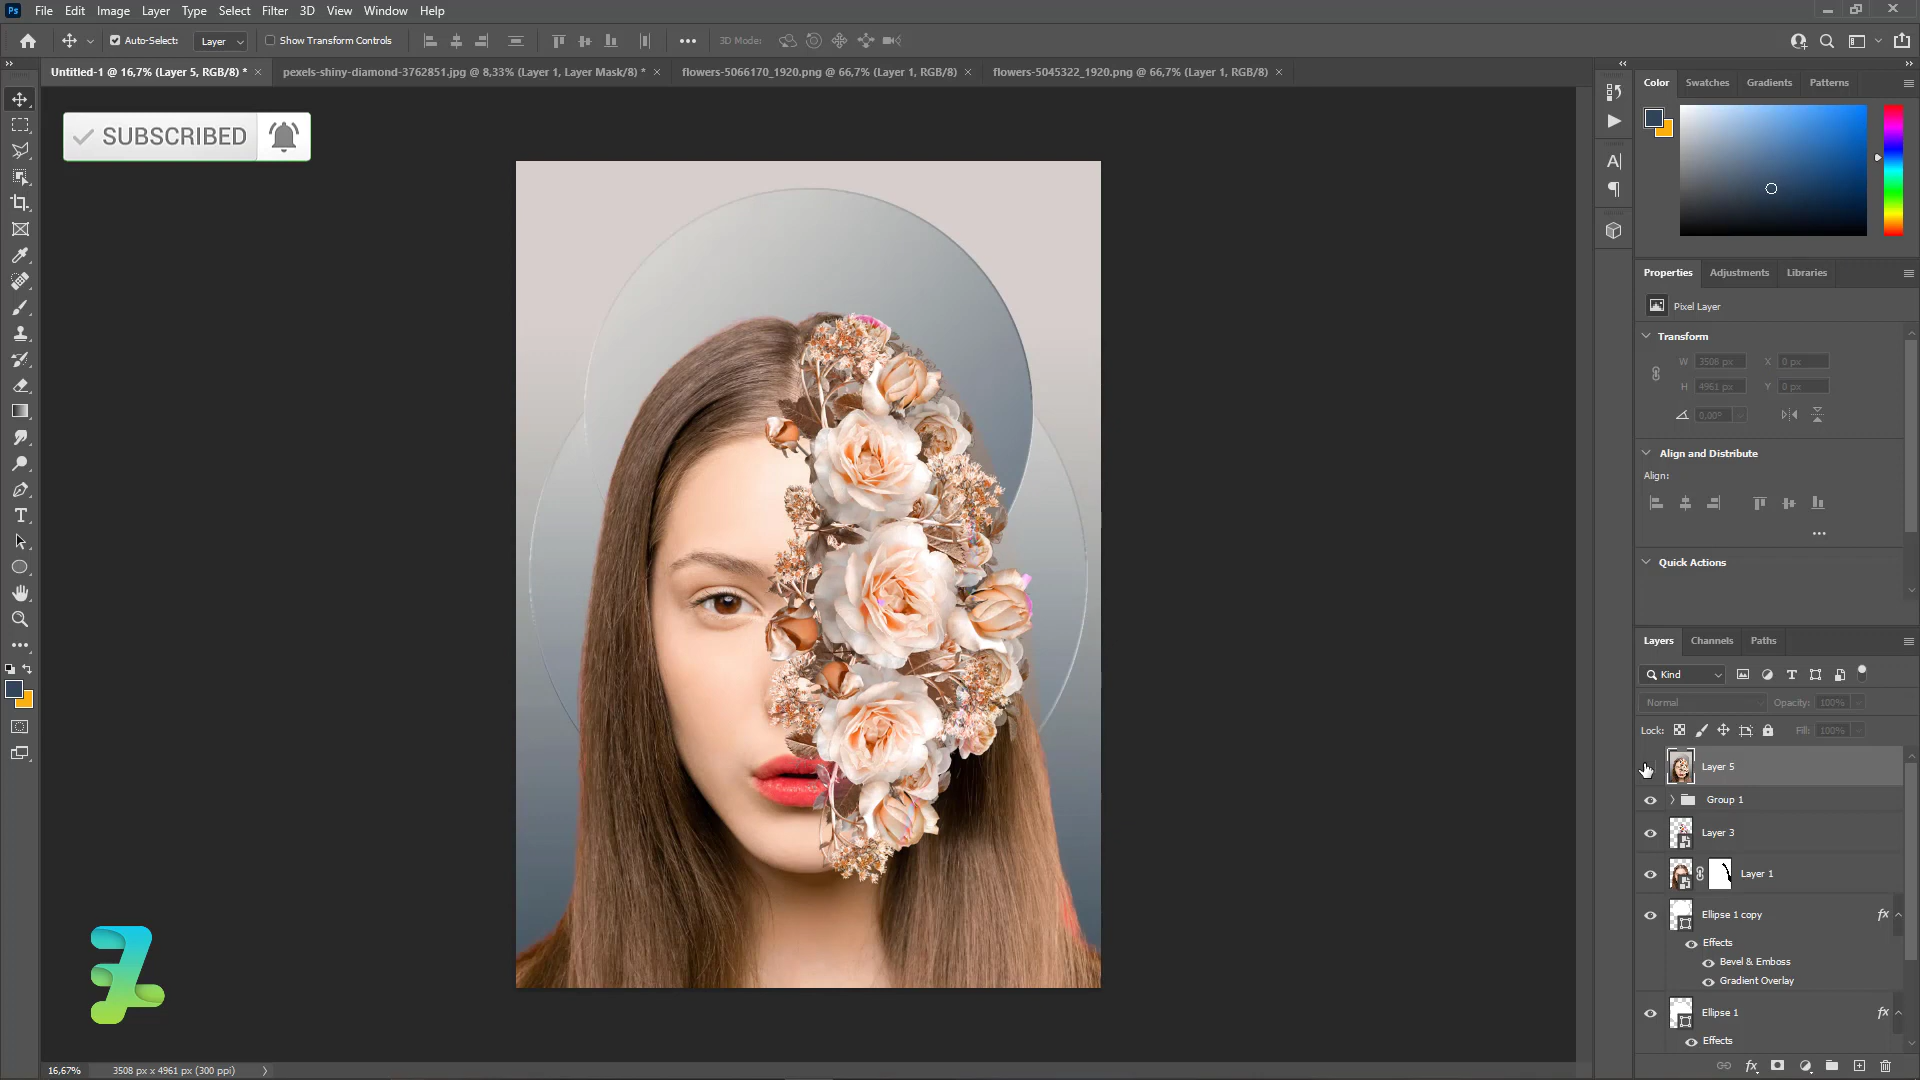 Ps File Edit Image Layer Type Select Filter 3D View Window Help
Auto-Select: Layer Show Transform Controls 3D Mode:
Untitled-1 @ 16,7% (Layer 5, RGB/8) * pexels-shiny-diamond-3762851.jpg @ 8,33% (Layer 1, Layer Mask/8) * flowers-5066170_1920.png @ 66,7% (Layer 1, RGB/8) flowers-5045322_1920.png @ 66,7% (Layer 1, RGB/8)
SUBSCRIBED
Color Swatches Gradients Patterns
Properties Adjustments Libraries
Pixel Layer
Transform
W 3508 px X 0 px
H 4961 px Y 0 px
0,00°
Align and Distribute
Align:
Quick Actions
Layers Channels Paths
Kind
Normal Opacity: 100%
Lock: Fill: 100%
Layer 5
Group 1
Layer 3
Layer 1
Ellipse 1 copy fx
Effects
Bevel & Emboss
Gradient Overlay
Ellipse 1 fx
Effects
16,67% 3508 px x 4961 px (300 ppi)